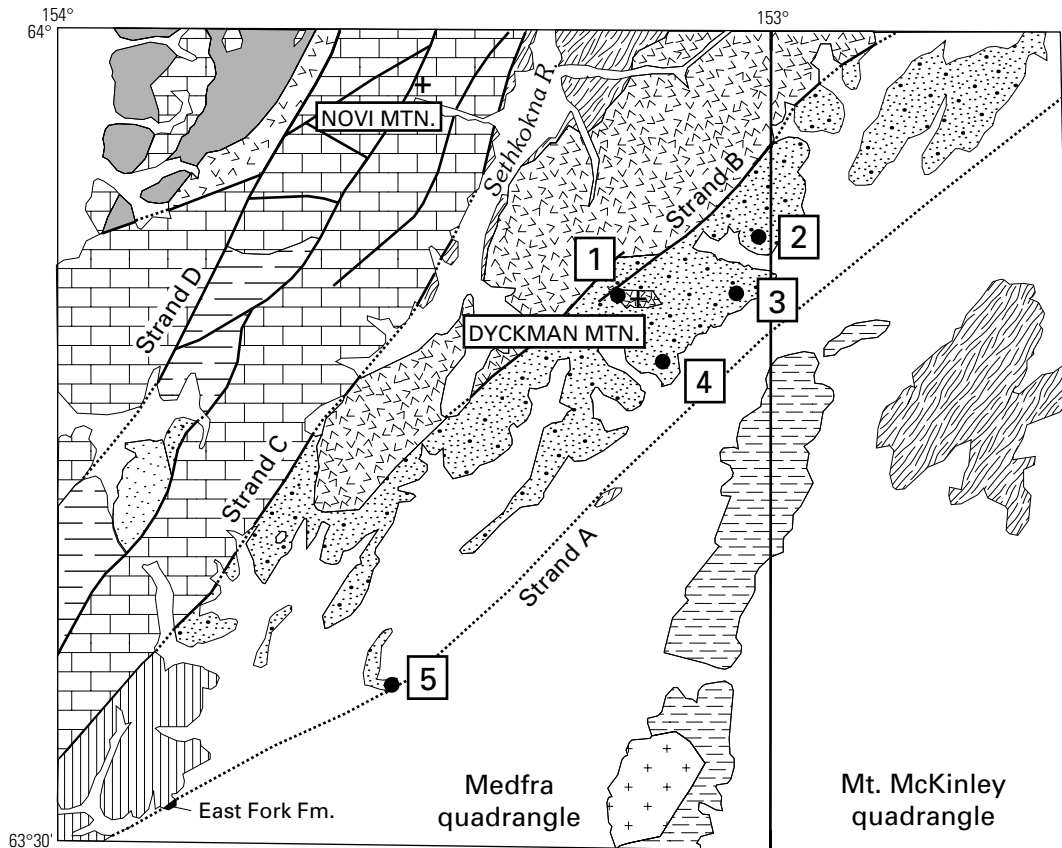 154°
153°
64°
NOVI MTN.
Sethkokna R
Strand B
1
2
3
DYCKMAN MTN.
Strand D
4
Strand C
Strand A
5
Medfra
quadrangle
Mt. McKinley
quadrangle
East Fork Fm.
63°30'